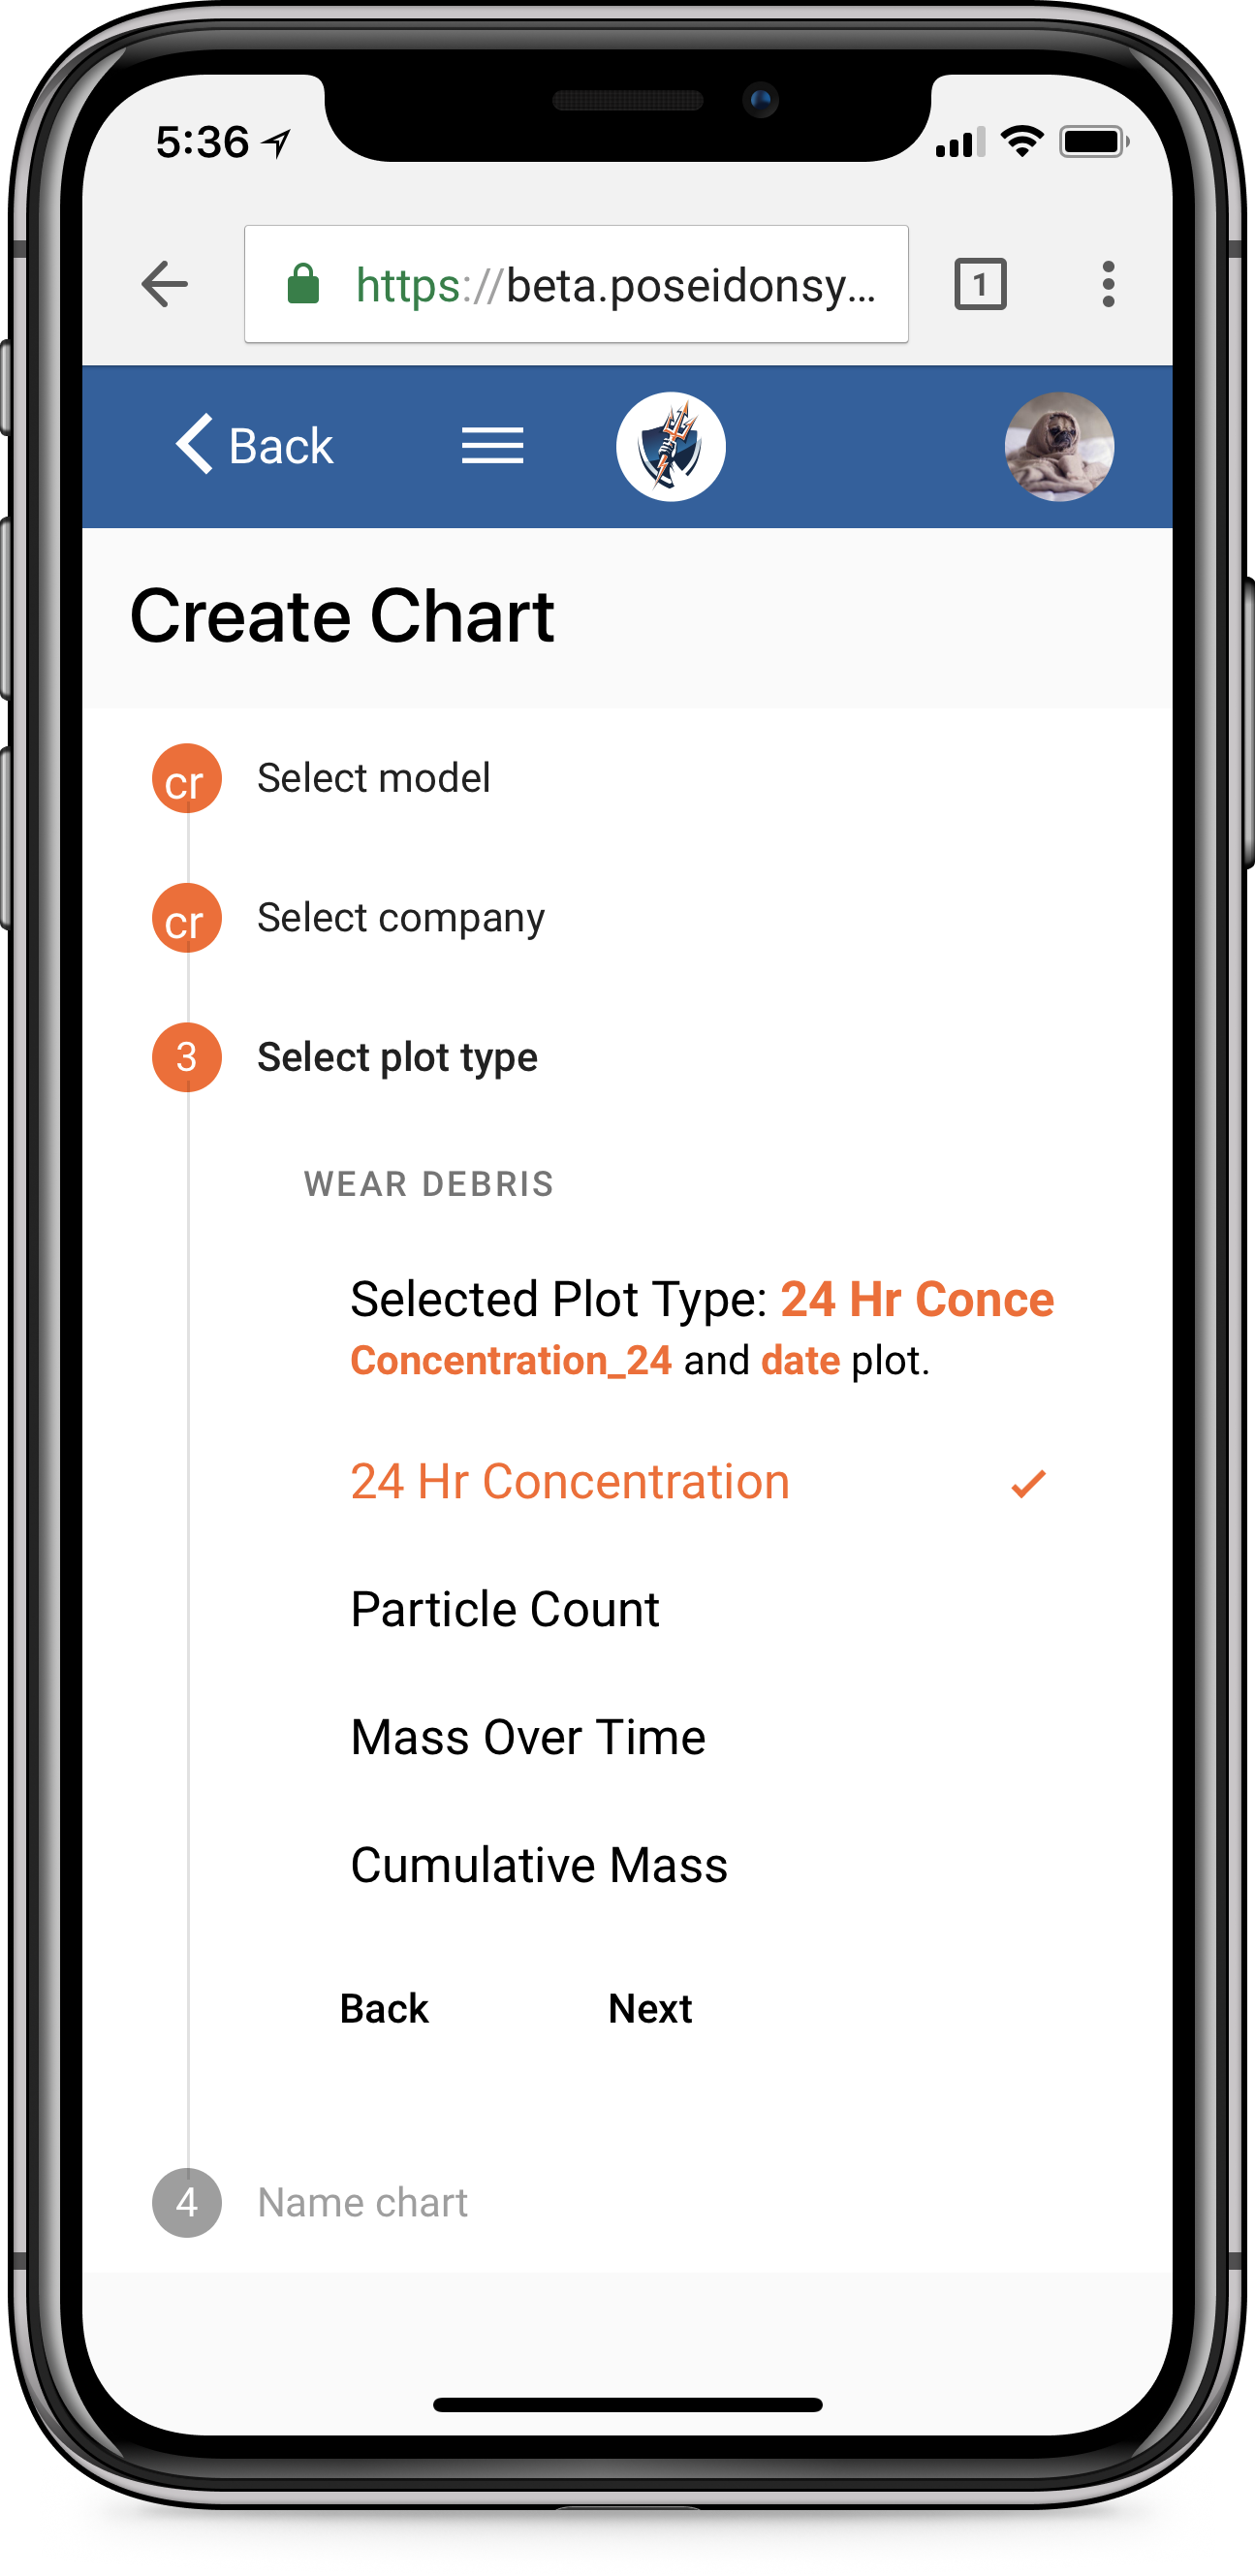 5:36
https://beta.poseidonsy...
1
Back
Create Chart
cr Select model
cr Select company
3 Select plot type
WEAR DEBRIS
Selected Plot Type: 24 Hr Conce
Concentration_24 and date plot.
24 Hr Concentration
Particle Count
Mass Over Time
Cumulative Mass
Back Next
4 Name chart